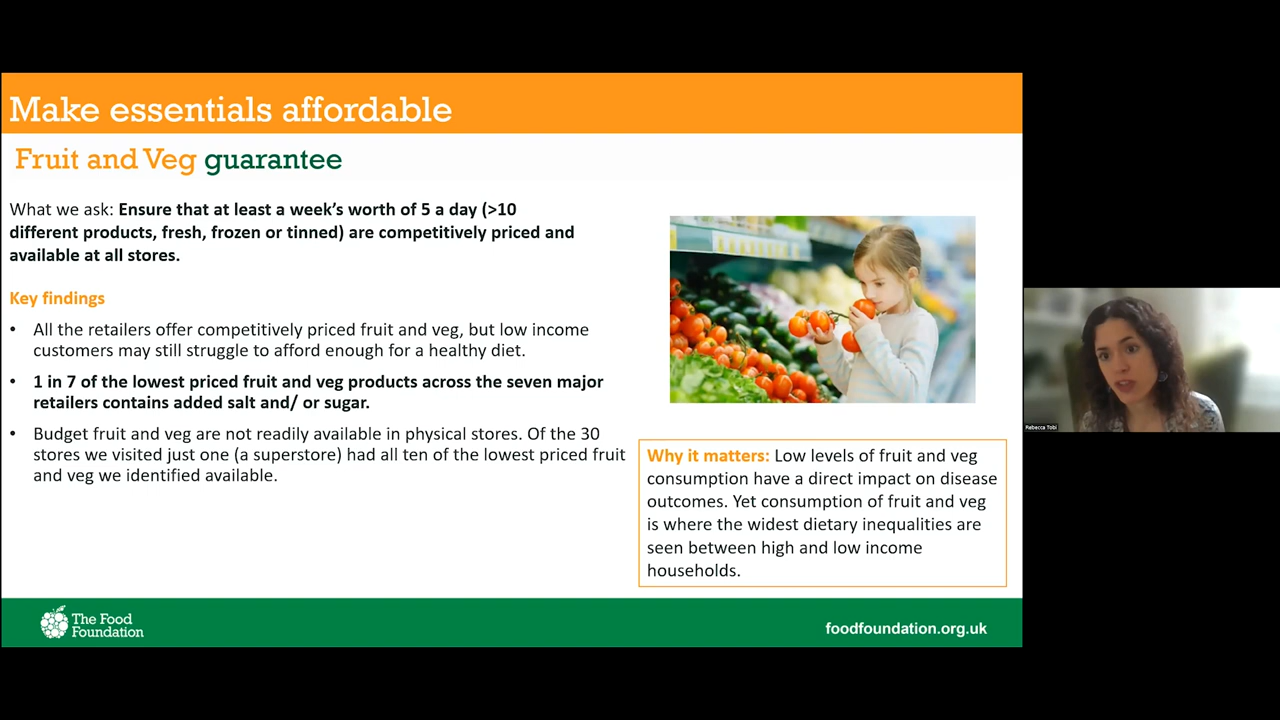 Make essentials affordable
Fruit and Veg guarantee
What we ask: Ensure that at least a week’s worth of 5 a day (>10
different products, fresh, frozen or tinned) are competitively priced and
available at all stores.
Key findings
• All the retailers offer competitively priced fruit and veg, but low income
customers may still struggle to afford enough for a healthy diet.
• 1 in 7 of the lowest priced fruit and veg products across the seven major
retailers contains added salt and/ or sugar.
• Budget fruit and veg are not readily available in physical stores. Of the 30
stores we visited just one (a superstore) had all ten of the lowest priced fruit
and veg we identified available.
Why it matters: Low levels of fruit and veg
consumption have a direct impact on disease
outcomes. Yet consumption of fruit and veg
is where the widest dietary inequalities are
seen between high and low income
households.
The Food
Foundation
foodfoundation.org.uk
Rebecca Tobi